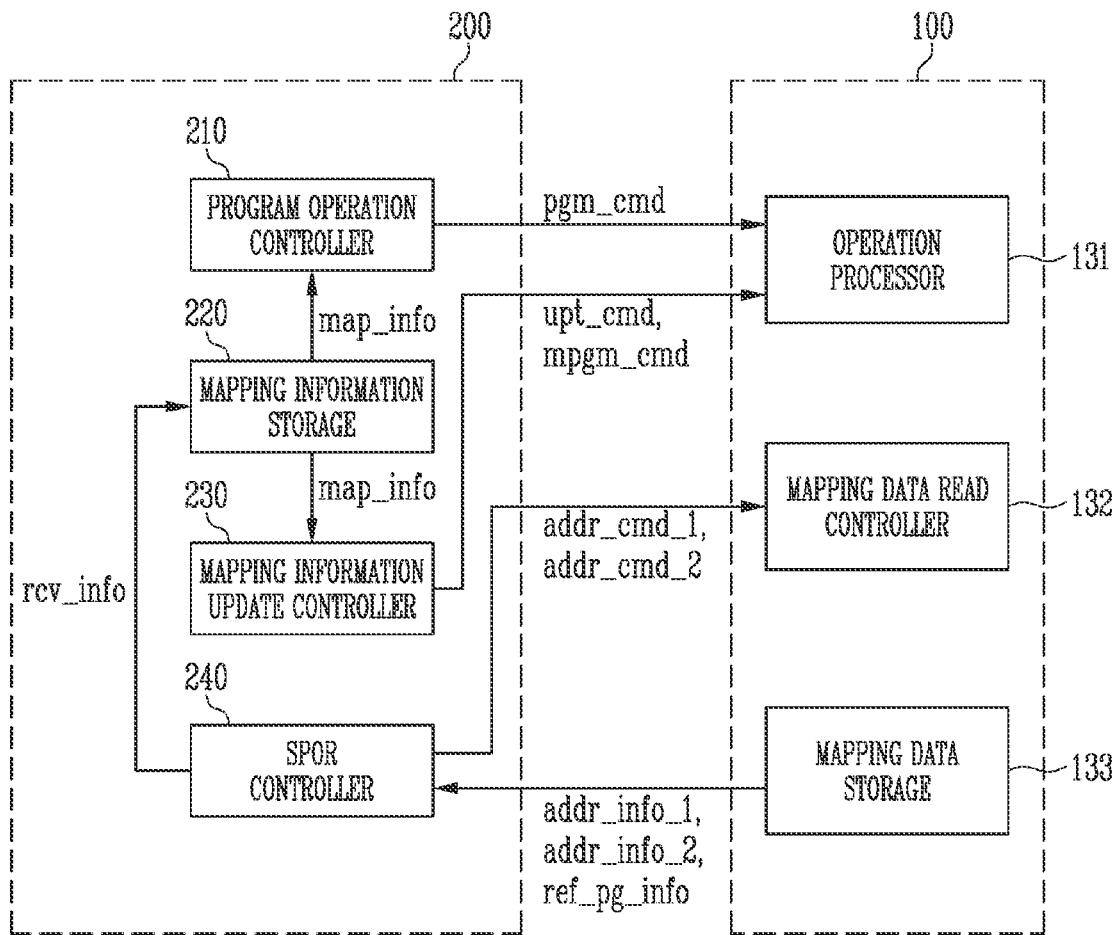 200
100
210
PROGRAM OPERATION
CONTROLLER
pgm_cmd
OPERATION
PROCESSOR
131
map_info
upt_cmd,
mpgm_cmd
220
MAPPING INFORMATION
STORAGE
map_info
230
MAPPING INFORMATION
UPDATE CONTROLLER
addr_cmd_1,
addr_cmd_2
MAPPING DATA READ
CONTROLLER
132
rcv_info
240
SPOR
CONTROLLER
MAPPING DATA
STORAGE
133
addr_info_1,
addr_info_2,
ref_pg_info